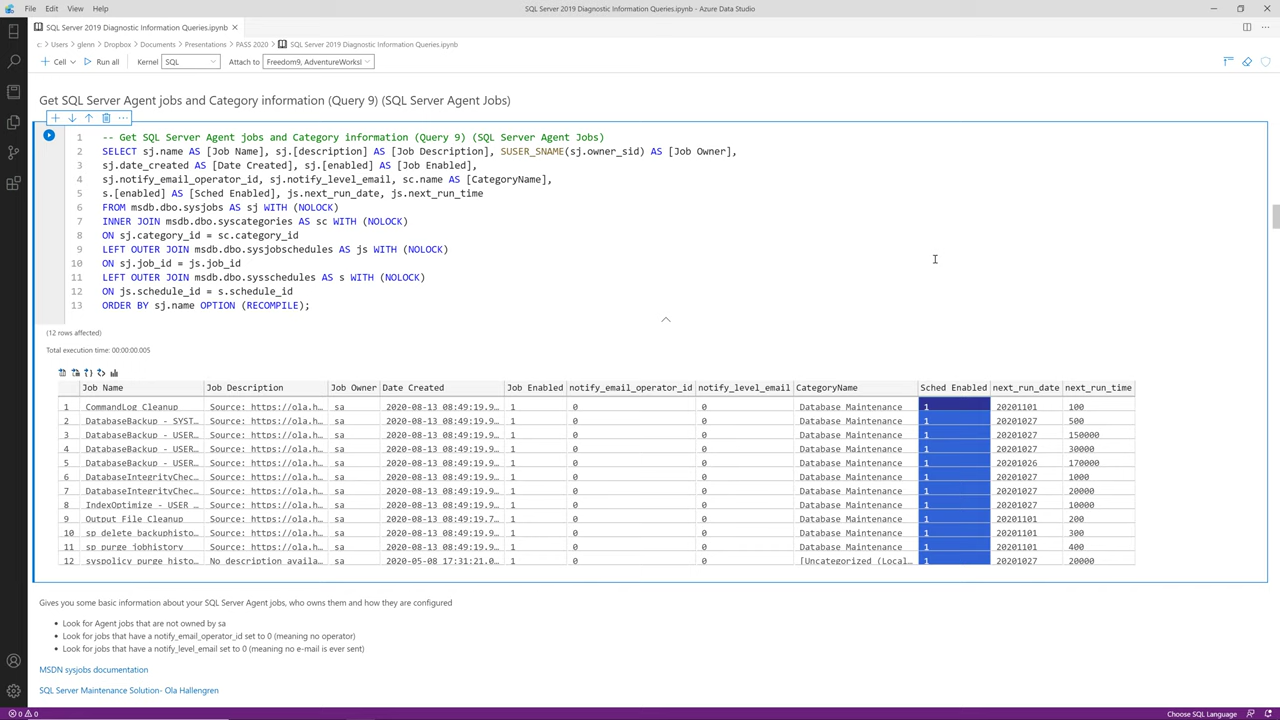 File Edit View Help
SQL Server 2019 Diagnostic Information Queries.ipynb - Azure Data Studio
SQL Server 2019 Diagnostic Information Queries.ipynb
c: > Users > glenn > Dropbox > Documents > Presentations > PASS 2020 > SQL Server 2019 Diagnostic Information Queries.ipynb
Cell Run all Kernel SQL Attach to Freedom9, AdventureWorks
Get SQL Server Agent jobs and Category information (Query 9) (SQL Server Agent Jobs)
1 -- Get SQL Server Agent jobs and Category information (Query 9) (SQL Server Agent Jobs)
2 SELECT sj.name AS [Job Name], sj.[description] AS [Job Description], SUSER_SNAME(sj.owner_sid) AS [Job Owner],
3 sj.date_created AS [Date Created], sj.[enabled] AS [Job Enabled],
4 sj.notify_email_operator_id, sj.notify_level_email, sc.name AS [CategoryName],
5 s.[enabled] AS [Sched Enabled], js.next_run_date, js.next_run_time
6 FROM msdb.dbo.sysjobs AS sj WITH (NOLOCK)
7 INNER JOIN msdb.dbo.syscategories AS sc WITH (NOLOCK)
8 ON sj.category_id = sc.category_id
9 LEFT OUTER JOIN msdb.dbo.sysjobschedules AS js WITH (NOLOCK)
10 ON sj.job_id = js.job_id
11 LEFT OUTER JOIN msdb.dbo.sysschedules AS s WITH (NOLOCK)
12 ON js.schedule_id = s.schedule_id
13 ORDER BY sj.name OPTION (RECOMPILE);
(12 rows affected)
Total execution time: 00:00:00.005
Job Name Job Description Job Owner Date Created Job Enabled notify_email_operator_id notify_level_email CategoryName Sched Enabled next_run_date next_run_time
1 CommandLog Cleanup Source: https://ola.h… sa 2020-08-13 08:49:19.9… 1 0 0 Database Maintenance 1 20201101 100
2 DatabaseBackup - SYST… Source: https://ola.h… sa 2020-08-13 08:49:19.9… 1 0 0 Database Maintenance 1 20201027 500
3 DatabaseBackup - USER… Source: https://ola.h… sa 2020-08-13 08:49:19.9… 1 0 0 Database Maintenance 1 20201027 150000
4 DatabaseBackup - USER… Source: https://ola.h… sa 2020-08-13 08:49:19.9… 1 0 0 Database Maintenance 1 20201027 30000
5 DatabaseBackup - USER… Source: https://ola.h… sa 2020-08-13 08:49:19.9… 1 0 0 Database Maintenance 1 20201026 170000
6 DatabaseIntegrityChec… Source: https://ola.h… sa 2020-08-13 08:49:19.9… 1 0 0 Database Maintenance 1 20201027 1000
7 DatabaseIntegrityChec… Source: https://ola.h… sa 2020-08-13 08:49:19.9… 1 0 0 Database Maintenance 1 20201027 20000
8 IndexOptimize - USER … Source: https://ola.h… sa 2020-08-13 08:49:19.9… 1 0 0 Database Maintenance 1 20201027 10000
9 Output File Cleanup Source: https://ola.h… sa 2020-08-13 08:49:19.7… 1 0 0 Database Maintenance 1 20201101 200
10 sp_delete_backuphisto… Source: https://ola.h… sa 2020-08-13 08:49:19.9… 1 0 0 Database Maintenance 1 20201101 300
11 sp_purge_jobhistory Source: https://ola.h… sa 2020-08-13 08:49:19.9… 1 0 0 Database Maintenance 1 20201101 400
12 syspolicy_purge_histo… No description availa… sa 2020-05-08 17:31:21.0… 1 0 0 [Uncategorized (Local… 1 20201027 20000
Gives you some basic information about your SQL Server Agent jobs, who owns them and how they are configured
• Look for Agent jobs that are not owned by sa
• Look for jobs that have a notify_email_operator_id set to 0 (meaning no operator)
• Look for jobs that have a notify_level_email set to 0 (meaning no e-mail is ever sent)
MSDN sysjobs documentation
SQL Server Maintenance Solution- Ola Hallengren
0 0 Choose SQL Language